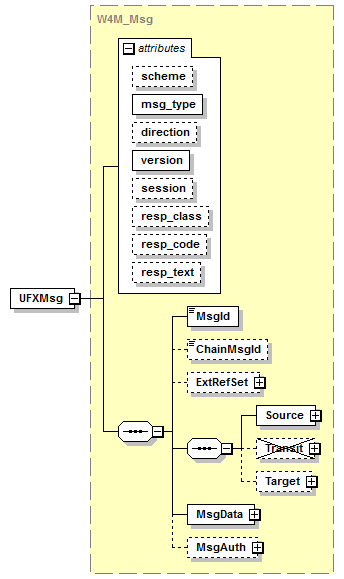 W4M_Msg
attributes
scheme
msg_type
direction
version
session
resp_class
resp_code
resp_text
UFXMsg
MsgId
ChainMsgId
ExtRefSet
Source
Transit
Target
MsgData
MsgAuth